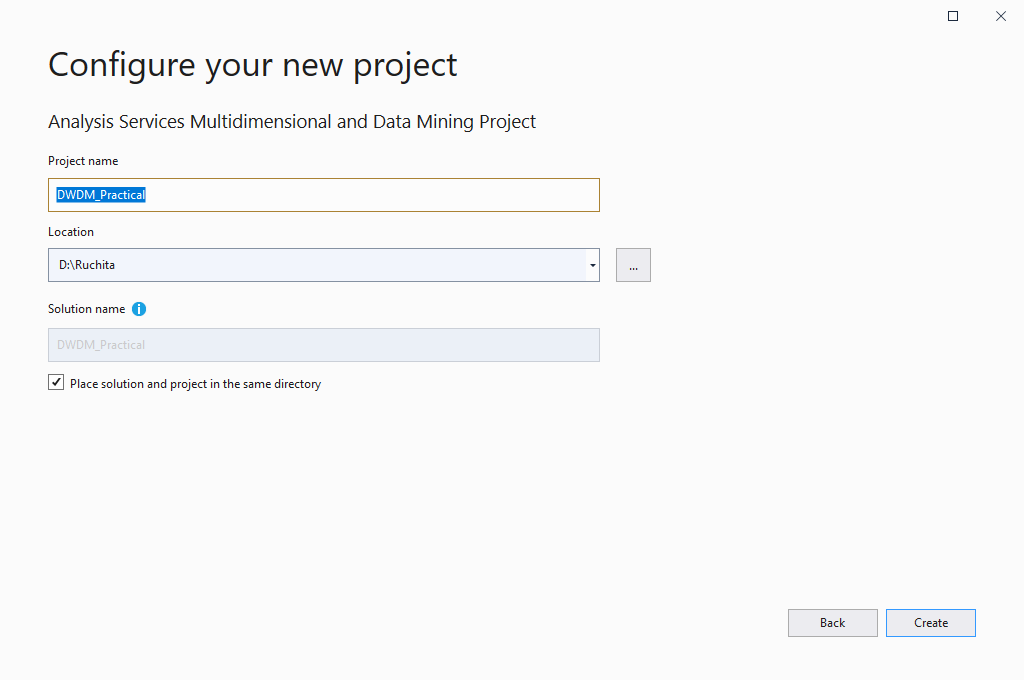 Configure your new project
Analysis Services Multidimensional and Data Mining Project
Project name
DWDM_Practical
Location
D:\Ruchita
...
Solution name
DWDM_Practical
Place solution and project in the same directory
Back
Create